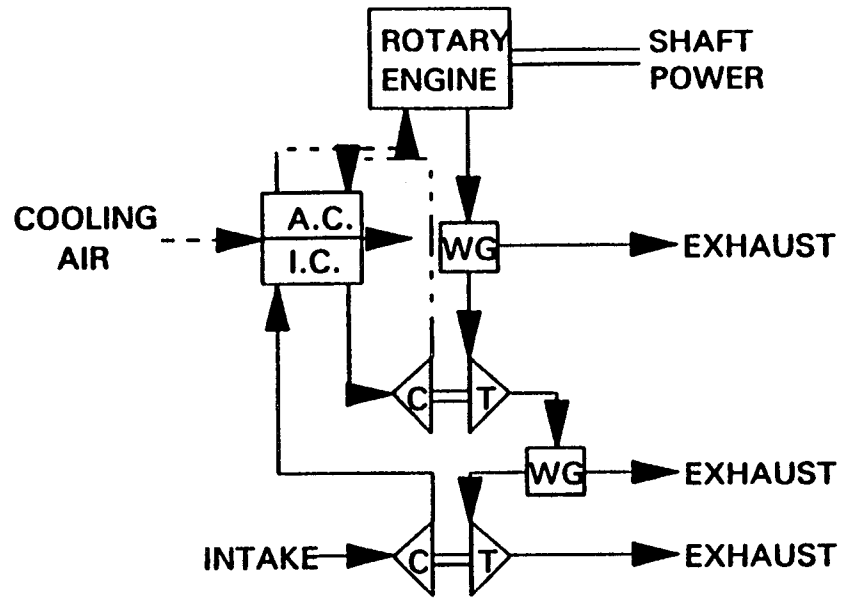 ROTARY
ENGINE
SHAFT
POWER
COOLING
AIR
A.C.
I.C.
WG
EXHAUST
C
T
WG
EXHAUST
INTAKE
C
T
EXHAUST